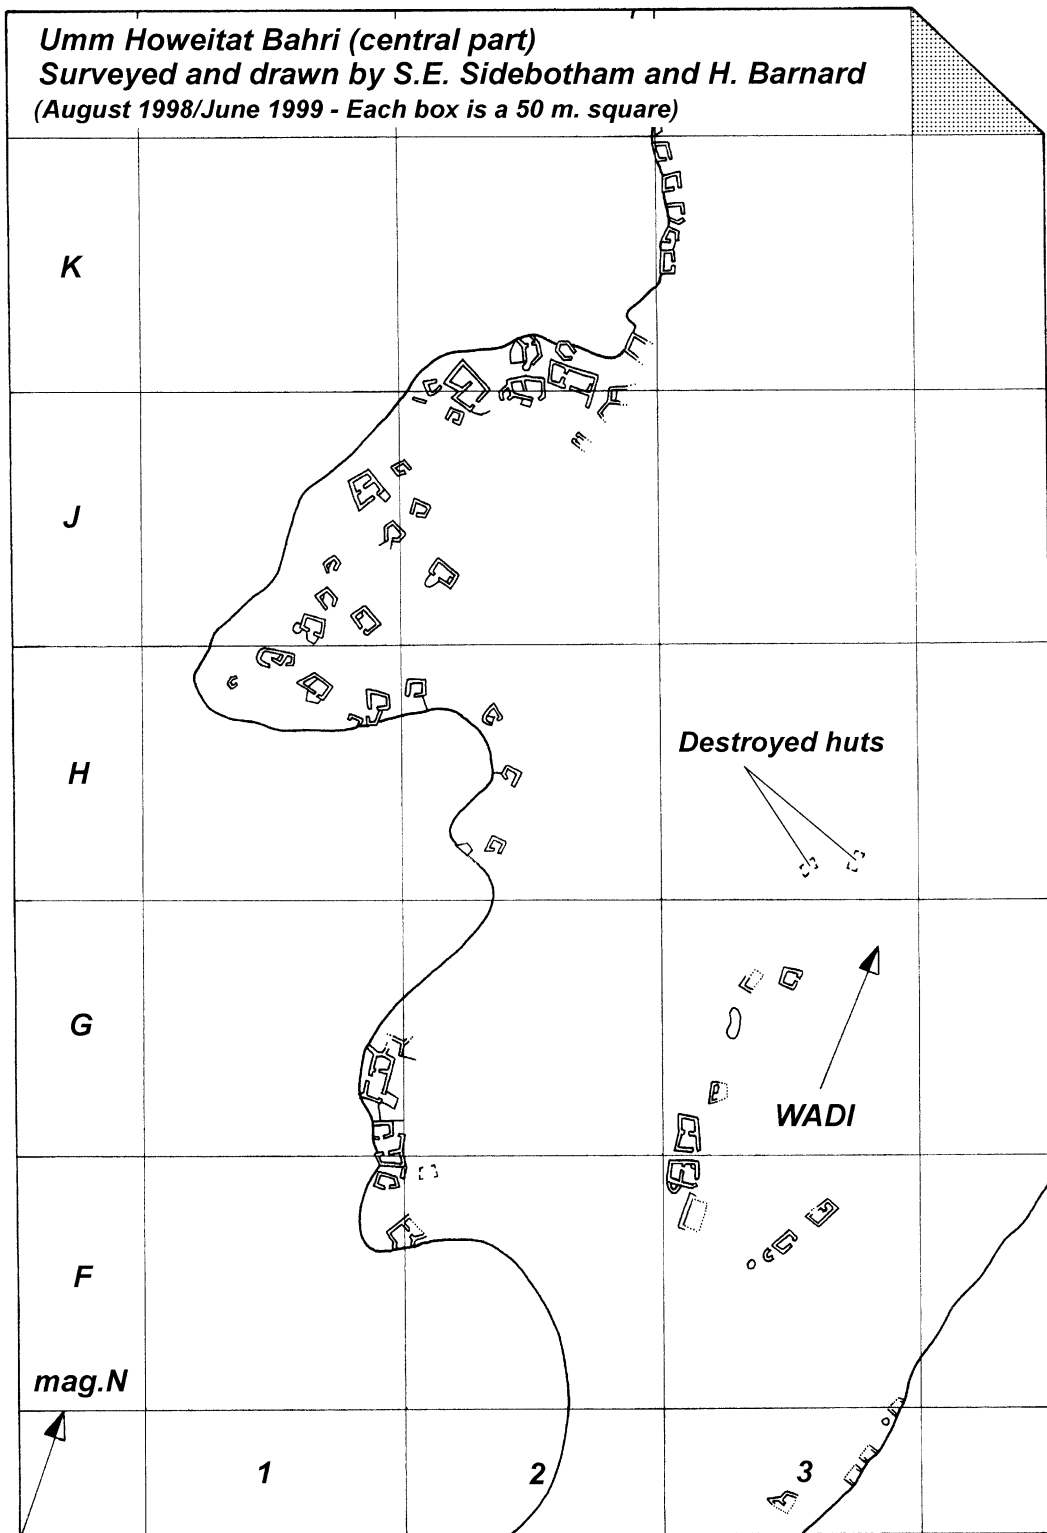 Umm Howeitat Bahri (central part)
Surveyed and drawn by S.E. Sidebotham and H. Barnard
(August 1998/June 1999 - Each box is a 50 m. square)
K
J
H
Destroyed huts
G
WADI
F
mag.N
1
2
3